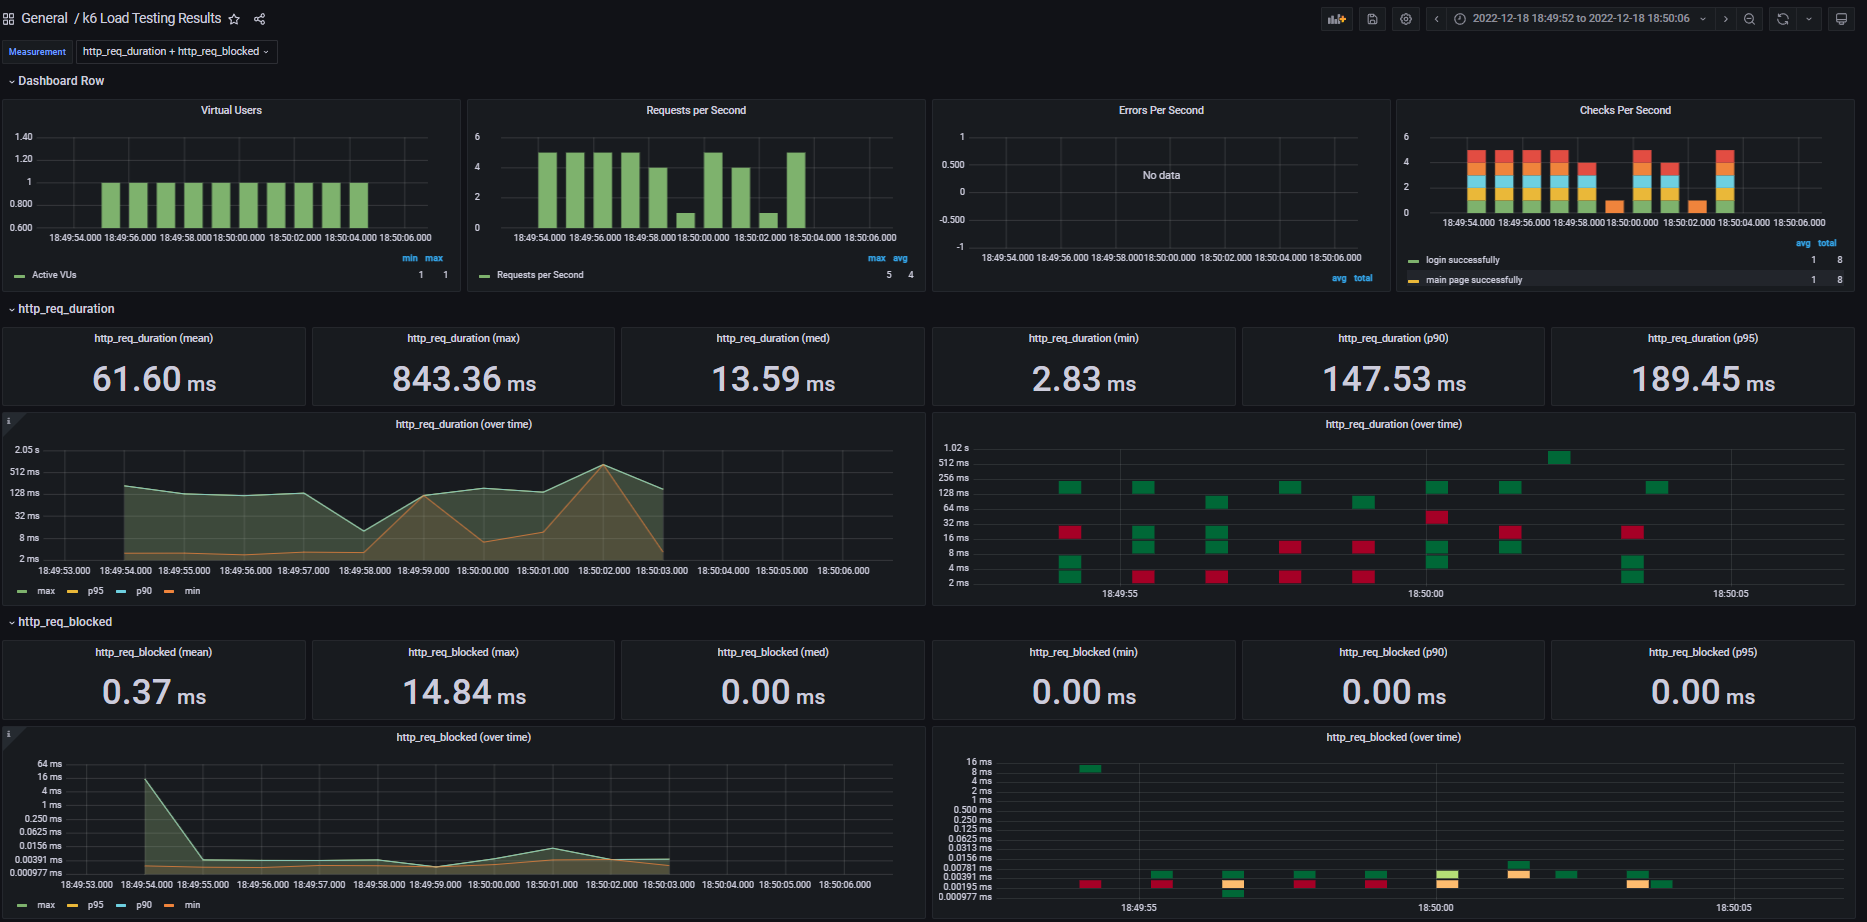 General / k6 Load Testing Results
2022-12-18 18:49:52 to 2022-12-18 18:50:06
Measurement http_req_duration + http_req_blocked
Dashboard Row
Virtual Users
1.40
1.20
1
0.800
0.600
18:49:54.000 18:49:56.000 18:49:58.000 18:50:00.000 18:50:02.000 18:50:04.000 18:50:06.000
min max
Active VUs 1 1
Requests per Second
6
4
2
0
18:49:54.000 18:49:56.000 18:49:58.000 18:50:00.000 18:50:02.000 18:50:04.000 18:50:06.000
max avg
Requests per Second 5 4
Errors Per Second
1
0.500
0
-0.500
-1
No data
18:49:54.000 18:49:56.000 18:49:58.000 18:50:00.000 18:50:02.000 18:50:04.000 18:50:06.000
avg total
Checks Per Second
6
4
2
0
18:49:54.000 18:49:56.000 18:49:58.000 18:50:00.000 18:50:02.000 18:50:04.000 18:50:06.000
avg total
login successfully 1 8
main page successfully 1 8
http_req_duration
http_req_duration (mean)
61.60 ms
http_req_duration (max)
843.36 ms
http_req_duration (med)
13.59 ms
http_req_duration (min)
2.83 ms
http_req_duration (p90)
147.53 ms
http_req_duration (p95)
189.45 ms
i
http_req_duration (over time)
2.05 s
512 ms
128 ms
32 ms
8 ms
2 ms
18:49:53.000 18:49:54.000 18:49:55.000 18:49:56.000 18:49:57.000 18:49:58.000 18:49:59.000 18:50:00.000 18:50:01.000 18:50:02.000 18:50:03.000 18:50:04.000 18:50:05.000 18:50:06.000
max p95 p90 min
http_req_duration (over time)
1.02 s
512 ms
256 ms
128 ms
64 ms
32 ms
16 ms
8 ms
4 ms
2 ms
18:49:55 18:50:00 18:50:05
http_req_blocked
http_req_blocked (mean)
0.37 ms
http_req_blocked (max)
14.84 ms
http_req_blocked (med)
0.00 ms
http_req_blocked (min)
0.00 ms
http_req_blocked (p90)
0.00 ms
http_req_blocked (p95)
0.00 ms
i
http_req_blocked (over time)
64 ms
16 ms
4 ms
1 ms
0.250 ms
0.0625 ms
0.0156 ms
0.00391 ms
0.000977 ms
18:49:53.000 18:49:54.000 18:49:55.000 18:49:56.000 18:49:57.000 18:49:58.000 18:49:59.000 18:50:00.000 18:50:01.000 18:50:02.000 18:50:03.000 18:50:04.000 18:50:05.000 18:50:06.000
max p95 p90 min
http_req_blocked (over time)
16 ms
8 ms
4 ms
2 ms
1 ms
0.500 ms
0.250 ms
0.125 ms
0.0625 ms
0.0313 ms
0.0156 ms
0.00781 ms
0.00391 ms
0.00195 ms
0.000977 ms
18:49:55 18:50:00 18:50:05